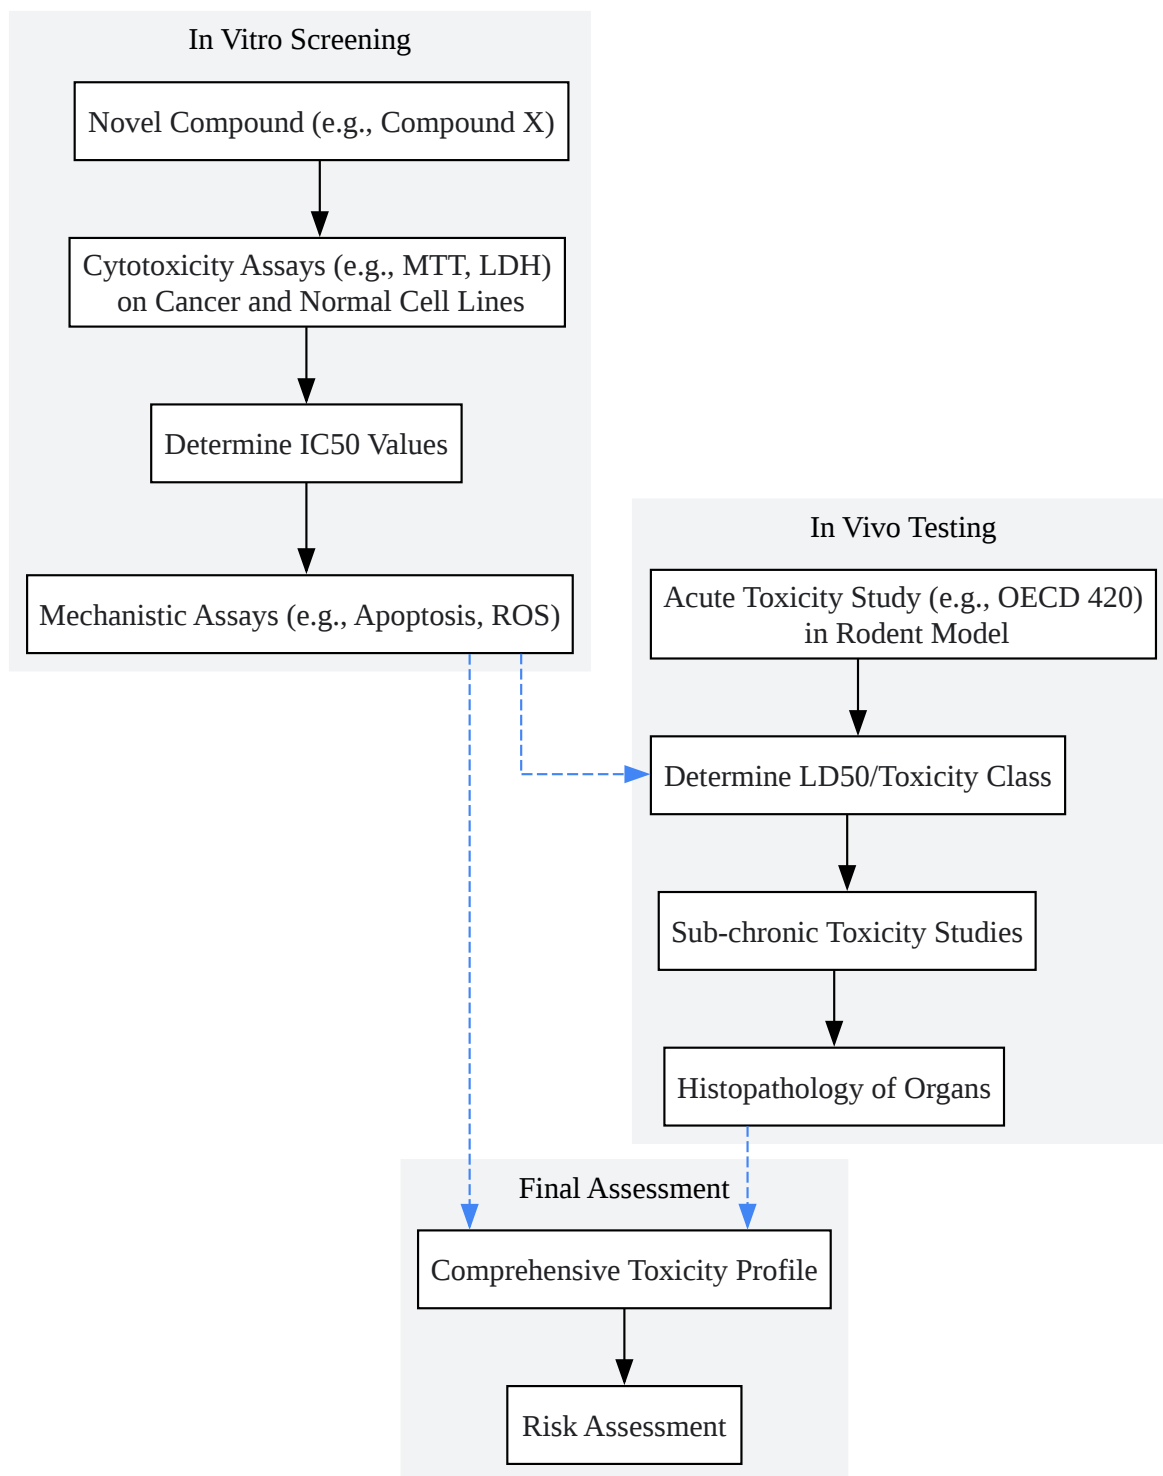 In Vitro Screening
Novel Compound (e.g., Compound X)
Cytotoxicity Assays (e.g., MTT, LDH)
on Cancer and Normal Cell Lines
Determine IC50 Values
Mechanistic Assays (e.g., Apoptosis, ROS)
In Vivo Testing
Acute Toxicity Study (e.g., OECD 420)
in Rodent Model
Determine LD50/Toxicity Class
Sub-chronic Toxicity Studies
Histopathology of Organs
Final Assessment
Comprehensive Toxicity Profile
Risk Assessment